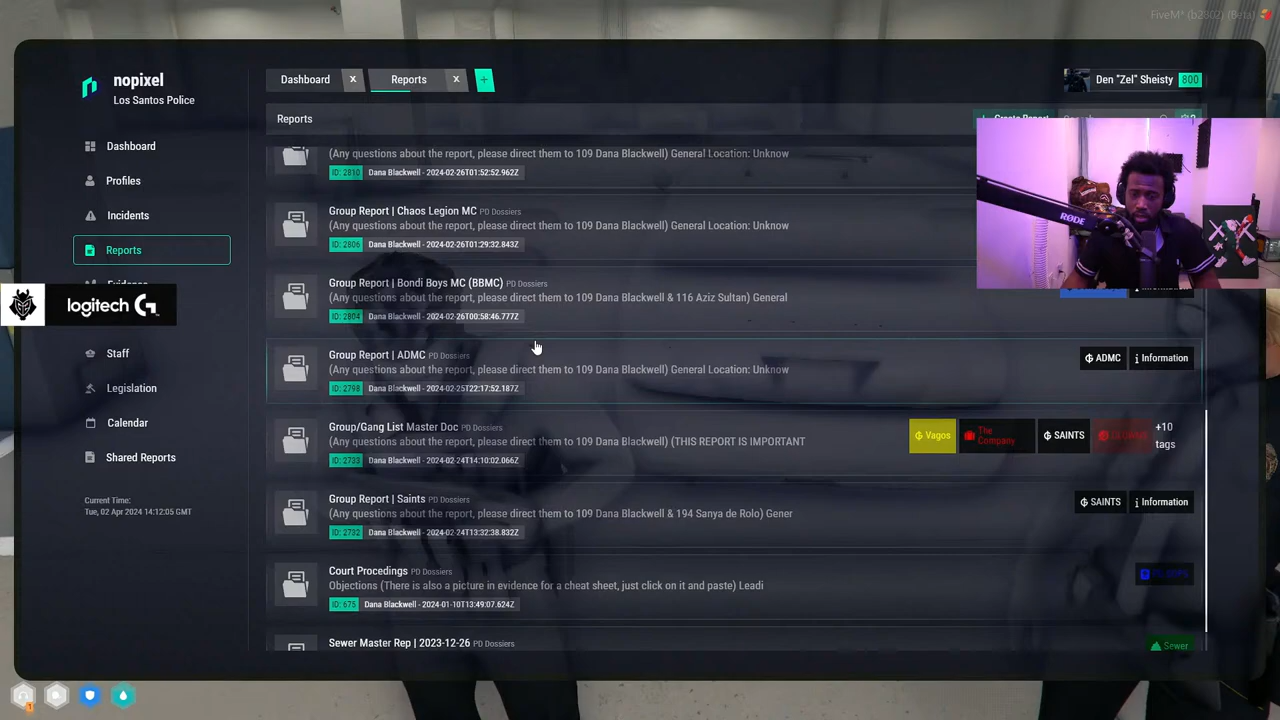 FiveM* (b2802) (Beta)
nopixel
Los Santos Police
Dashboard X
Reports X
+
Den "Zel" Sheisty 800
Dashboard
Profiles
Incidents
Reports
logitech G
Staff
Legislation
Calendar
Shared Reports
Current Time:
Tue, 02 Apr 2024 14:12:05 GMT
Reports
Create Report
(Any questions about the report, please direct them to 109 Dana Blackwell) General Location: Unknow
ID: 2810 Dana Blackwell - 2024-02-26T01:52:52.962Z
Group Report | Chaos Legion MC PD Dossiers
(Any questions about the report, please direct them to 109 Dana Blackwell) General Location: Unknow
ID: 2806 Dana Blackwell - 2024-02-26T01:29:32.843Z
Group Report | Bondi Boys MC (BBMC) PD Dossiers
(Any questions about the report, please direct them to 109 Dana Blackwell & 116 Aziz Sultan) General
ID: 2804 Dana Blackwell - 2024-02-26T00:58:46.777Z
Group Report | ADMC PD Dossiers
(Any questions about the report, please direct them to 109 Dana Blackwell) General Location: Unknow
ID: 2798 Dana Blackwell - 2024-02-25T22:17:52.187Z
ADMC
Information
Group/Gang List Master Doc PD Dossiers
(Any questions about the report, please direct them to 109 Dana Blackwell) (THIS REPORT IS IMPORTANT
ID: 2733 Dana Blackwell - 2024-02-24T14:10:02.066Z
Vagos
The
Company
SAINTS
+10
tags
Group Report | Saints PD Dossiers
(Any questions about the report, please direct them to 109 Dana Blackwell & 194 Sanya de Rolo) Gener
ID: 2732 Dana Blackwell - 2024-02-24T13:32:38.832Z
SAINTS
Information
Court Procedings PD Dossiers
Objections (There is also a picture in evidence for a cheat sheet, just click on it and paste) Leadi
ID: 675 Dana Blackwell - 2024-01-10T13:49:07.624Z
Sewer Master Rep | 2023-12-26 PD Dossiers
Sewer
RØDE